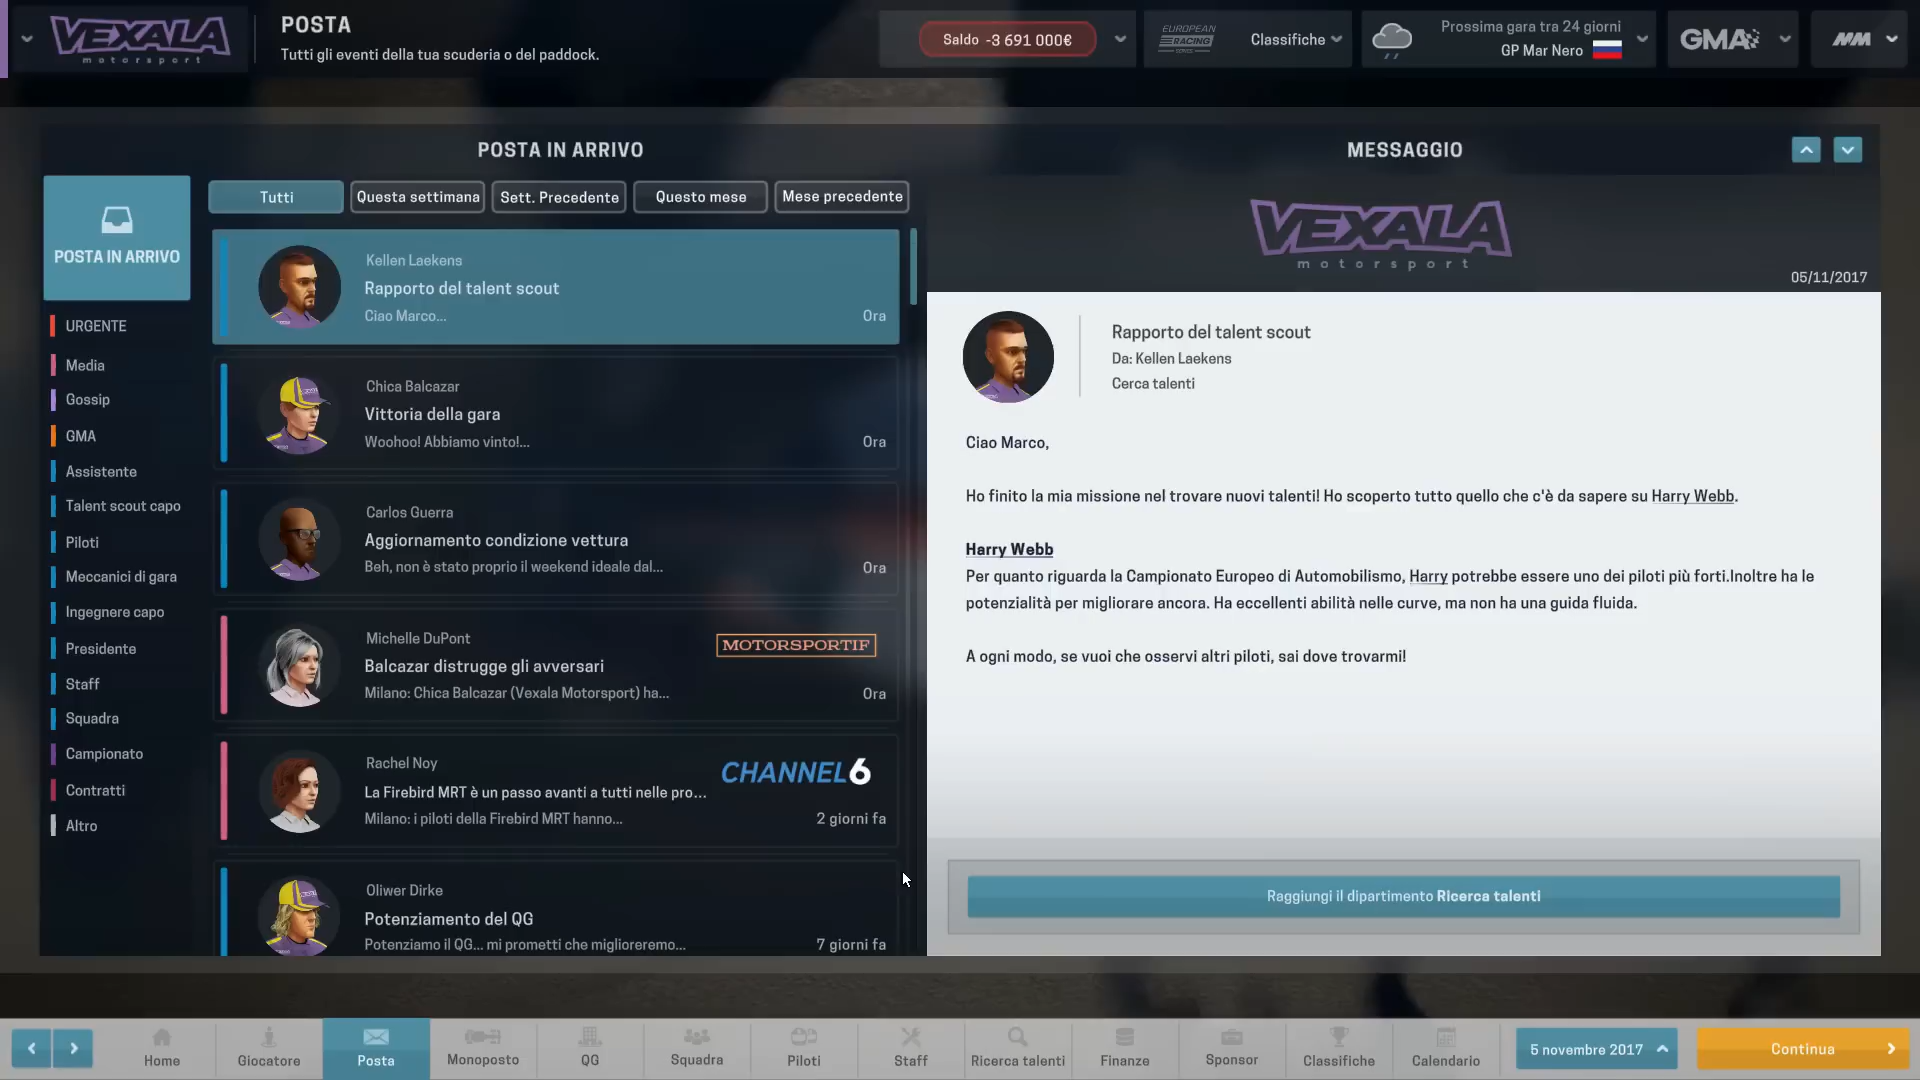 VEXALA
motorsport
POSTA
Tutti gli eventi della tua scuderia o del paddock.
Saldo -3 691 000€
EUROPEAN
RACING
SERIES
Classifiche
Prossima gara tra 24 giorni
GP Mar Nero
GMA
POSTA IN ARRIVO
MESSAGGIO
POSTA IN ARRIVO
URGENTE
Media
Gossip
GMA
Assistente
Talent scout capo
Piloti
Meccanici di gara
Ingegnere capo
Presidente
Staff
Squadra
Campionato
Contratti
Altro
Tutti
Questa settimana
Sett. Precedente
Questo mese
Mese precedente
Kellen Laekens
Rapporto del talent scout
Ciao Marco...
Ora
Chica Balcazar
Vittoria della gara
Woohoo! Abbiamo vinto!...
Ora
Carlos Guerra
Aggiornamento condizione vettura
Beh, non è stato proprio il weekend ideale dal...
Ora
Michelle DuPont
MOTORSPORTIF
Balcazar distrugge gli avversari
Milano: Chica Balcazar (Vexala Motorsport) ha...
Ora
Rachel Noy
CHANNEL6
La Firebird MRT è un passo avanti a tutti nelle pro...
Milano: i piloti della Firebird MRT hanno...
2 giorni fa
Oliwer Dirke
Potenziamento del QG
Potenziamo il QG... mi prometti che miglioreremo...
7 giorni fa
VEXALA
motorsport
05/11/2017
Rapporto del talent scout
Da: Kellen Laekens
Cerca talenti
Ciao Marco,
Ho finito la mia missione nel trovare nuovi talenti! Ho scoperto tutto quello che c'è da sapere su Harry Webb.
Harry Webb
Per quanto riguarda la Campionato Europeo di Automobilismo, Harry potrebbe essere uno dei piloti più forti.Inoltre ha le
potenzialità per migliorare ancora. Ha eccellenti abilità nelle curve, ma non ha una guida fluida.
A ogni modo, se vuoi che osservi altri piloti, sai dove trovarmi!
Raggiungi il dipartimento Ricerca talenti
Home
Giocatore
Posta
Monoposto
QG
Squadra
Piloti
Staff
Ricerca talenti
Finanze
Sponsor
Classifiche
Calendario
5 novembre 2017
Continua